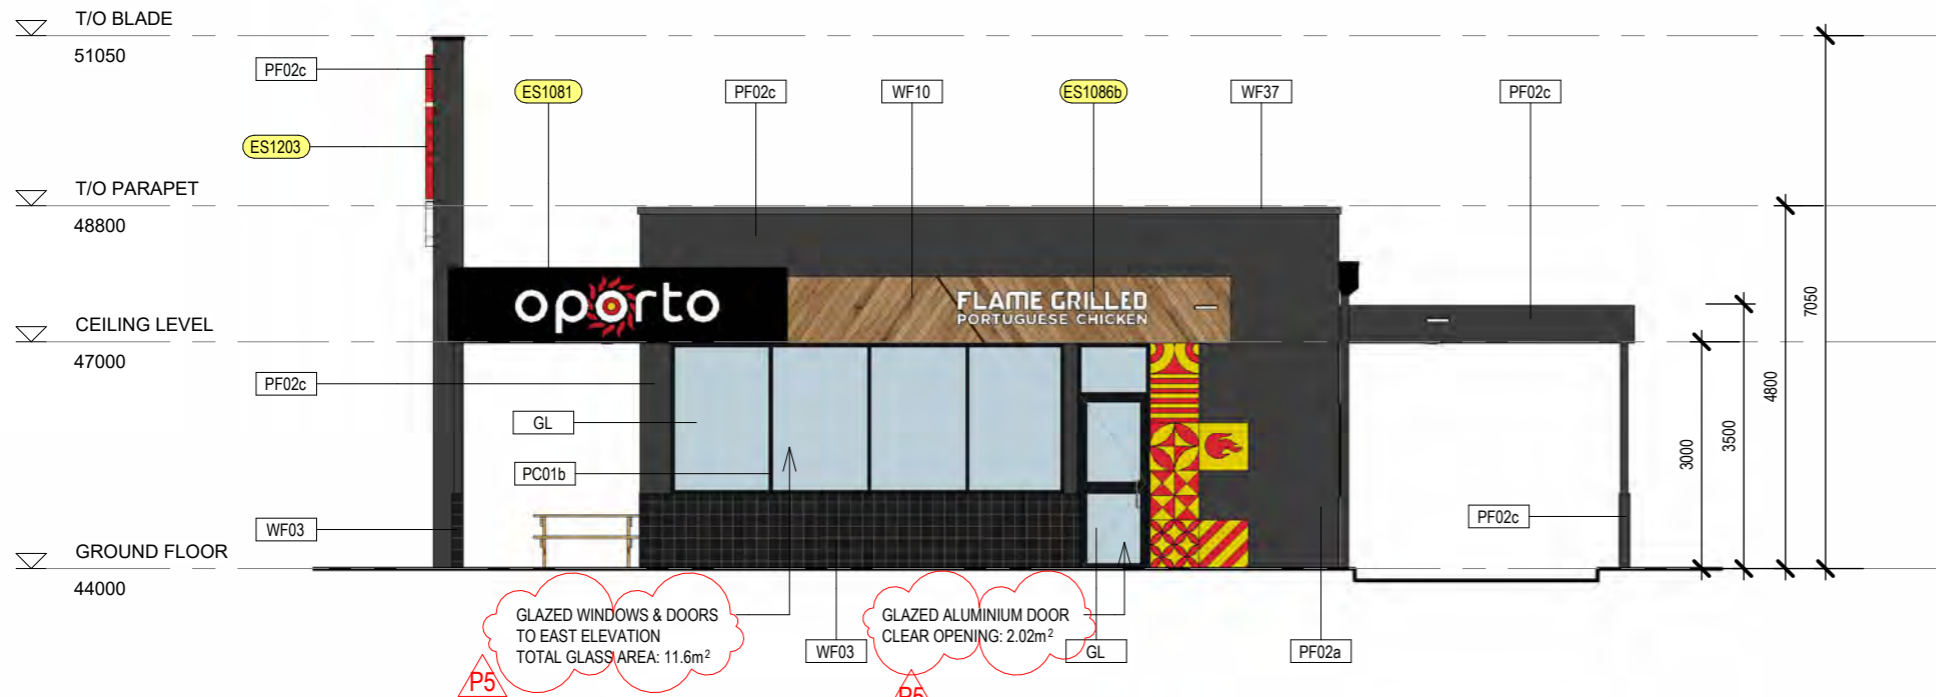 T/O BLADE
51050
PF02c
ES1203
ES1081
PF02c
WF10
ES1086b
WF37
PF02c
T/O PARAPET
48800
oporto
FLAME GRILLED
PORTUGUESE CHICKEN
CEILING LEVEL
47000
PF02c
GL
PC01b
WF03
PF02c
3000
3500
4800
7050
GROUND FLOOR
44000
GLAZED WINDOWS & DOORS
TO EAST ELEVATION
TOTAL GLASS AREA: 11.6m²
P5
WF03
GLAZED ALUMINIUM DOOR
CLEAR OPENING: 2.02m²
GL
P5
PF02a